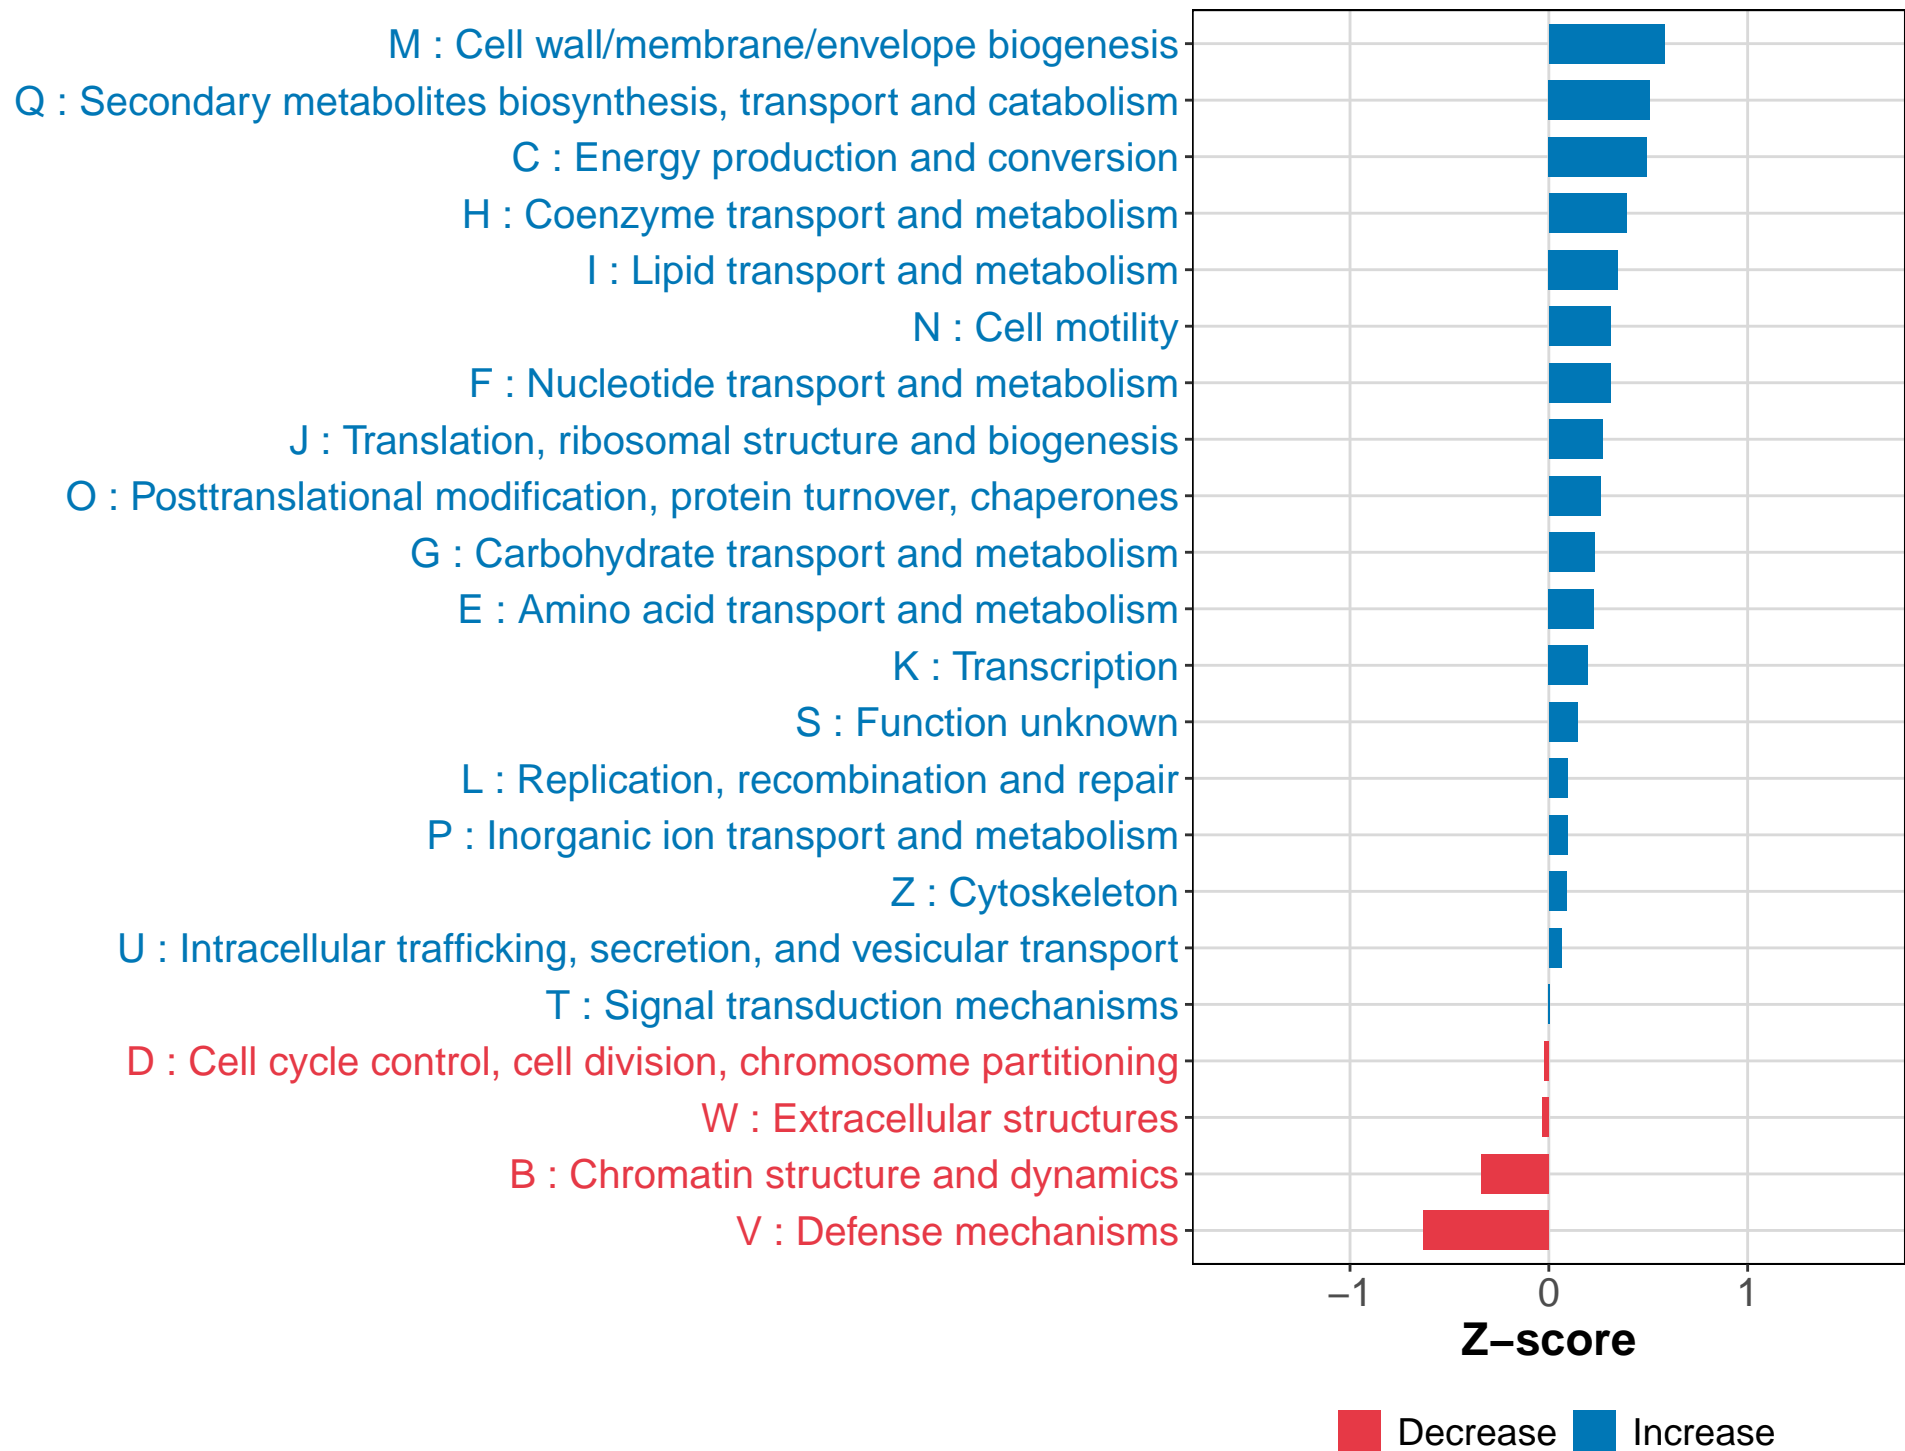 M : Cell wall/membrane/envelope biogenesis
Q : Secondary metabolites biosynthesis, transport and catabolism
C : Energy production and conversion
H : Coenzyme transport and metabolism
I : Lipid transport and metabolism
N : Cell motility
F : Nucleotide transport and metabolism
J : Translation, ribosomal structure and biogenesis
O : Posttranslational modification, protein turnover, chaperones
G : Carbohydrate transport and metabolism
E : Amino acid transport and metabolism
K : Transcription
S : Function unknown
L : Replication, recombination and repair
P : Inorganic ion transport and metabolism
Z : Cytoskeleton
U : Intracellular trafficking, secretion, and vesicular transport
T : Signal transduction mechanisms
D : Cell cycle control, cell division, chromosome partitioning
W : Extracellular structures
B : Chromatin structure and dynamics
V : Defense mechanisms
−1 0 1
Z−score
Decrease Increase